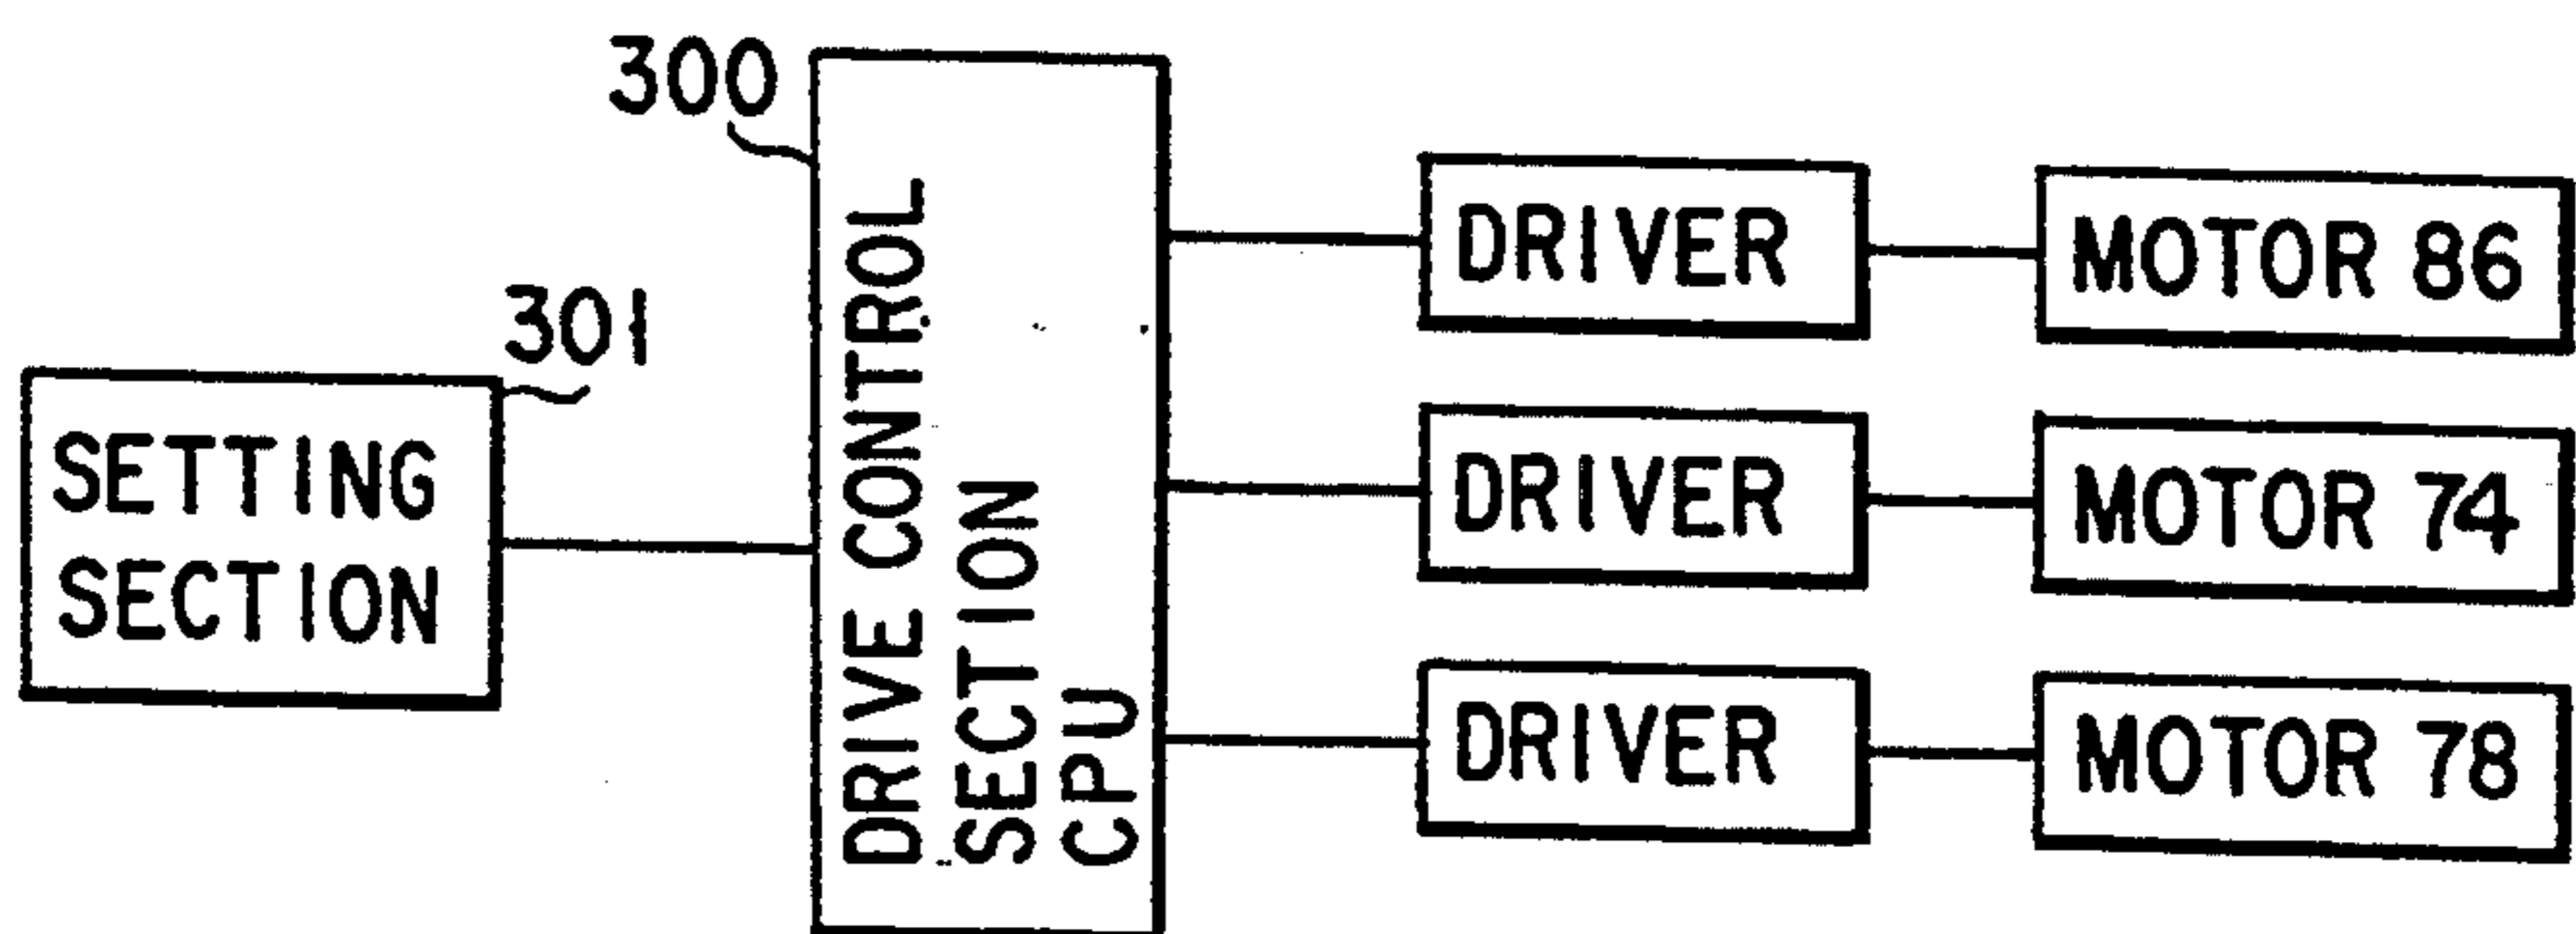 300
301
SETTING
SECTION
DRIVE CONTROL
SECTION
CPU
DRIVER
MOTOR 86
DRIVER
MOTOR 74
DRIVER
MOTOR 78